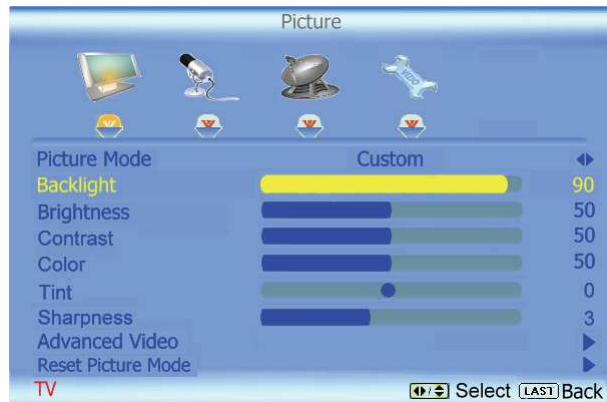 Picture
VIZIO
Picture Mode Custom
Backlight 90
Brightness 50
Contrast 50
Color 50
Tint 0
Sharpness 3
Advanced Video
Reset Picture Mode
TV Select LAST Back